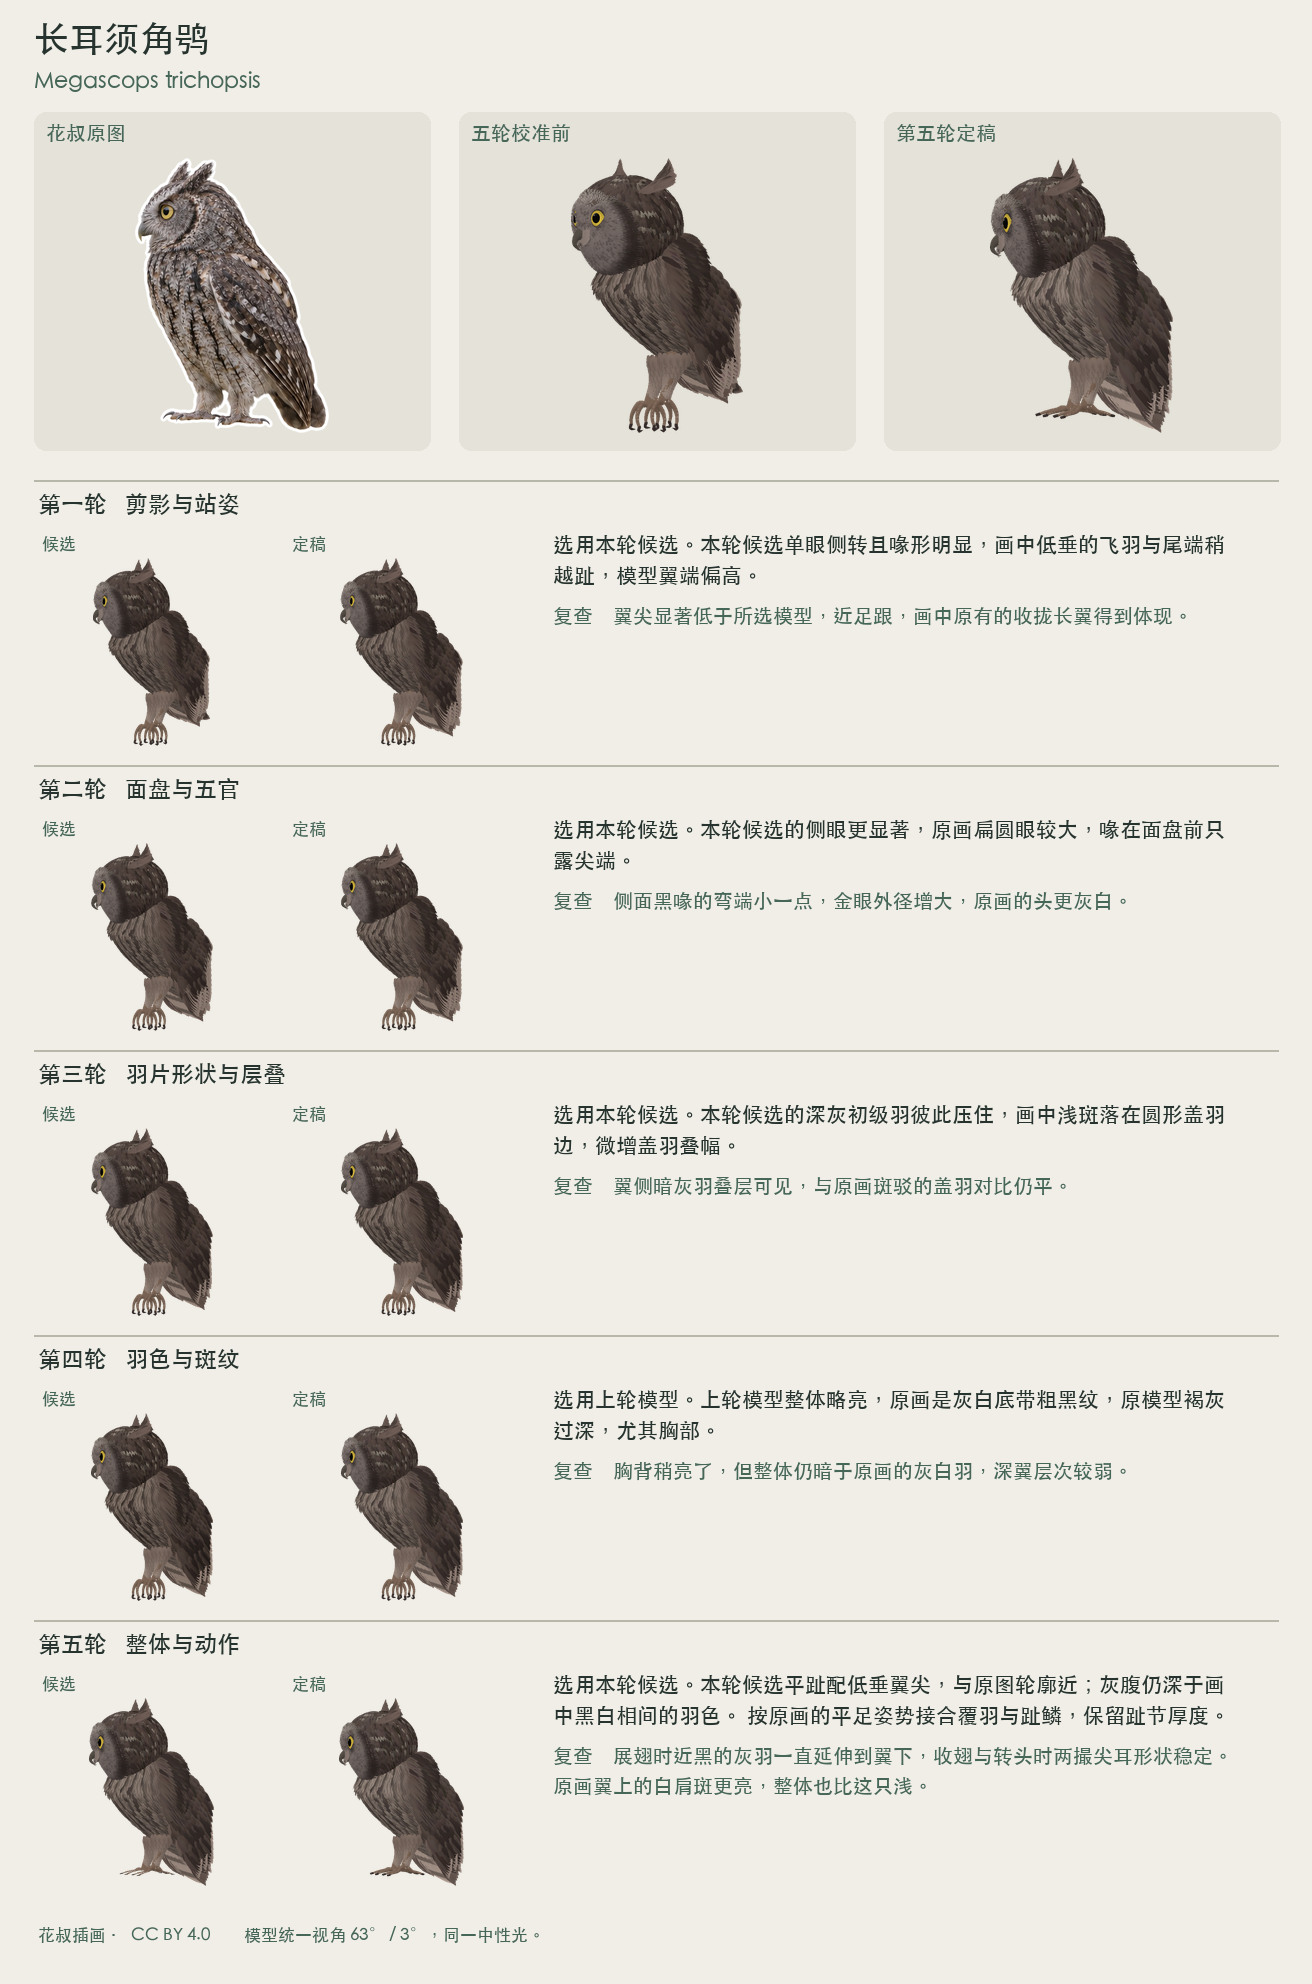 长耳须角鸮
Megascops trichopsis
花叔原图
五轮校准前
第五轮定稿
第一轮 剪影与站姿
候选
定稿
选用本轮候选。本轮候选单眼侧转且喙形明显，画中低垂的飞羽与尾端稍
越趾，模型翼端偏高。
复查 翼尖显著低于所选模型，近足跟，画中原有的收拢长翼得到体现。
第二轮 面盘与五官
候选
定稿
选用本轮候选。本轮候选的侧眼更显著，原画扁圆眼较大，喙在面盘前只
露尖端。
复查 侧面黑喙的弯端小一点，金眼外径增大，原画的头更灰白。
第三轮 羽片形状与层叠
候选
定稿
选用本轮候选。本轮候选的深灰初级羽彼此压住，画中浅斑落在圆形盖羽
边，微增盖羽叠幅。
复查 翼侧暗灰羽叠层可见，与原画斑驳的盖羽对比仍平。
第四轮 羽色与斑纹
候选
定稿
选用上轮模型。上轮模型整体略亮，原画是灰白底带粗黑纹，原模型褐灰
过深，尤其胸部。
复查 胸背稍亮了，但整体仍暗于原画的灰白羽，深翼层次较弱。
第五轮 整体与动作
候选
定稿
选用本轮候选。本轮候选平趾配低垂翼尖，与原图轮廓近；灰腹仍深于画
中黑白相间的羽色。 按原画的平足姿势接合覆羽与趾鳞，保留趾节厚度。
复查 展翅时近黑的灰羽一直延伸到翼下，收翅与转头时两撮尖耳形状稳定。
原画翼上的白肩斑更亮，整体也比这只浅。
花叔插画 · CC BY 4.0 模型统一视角 63° / 3° ，同一中性光。